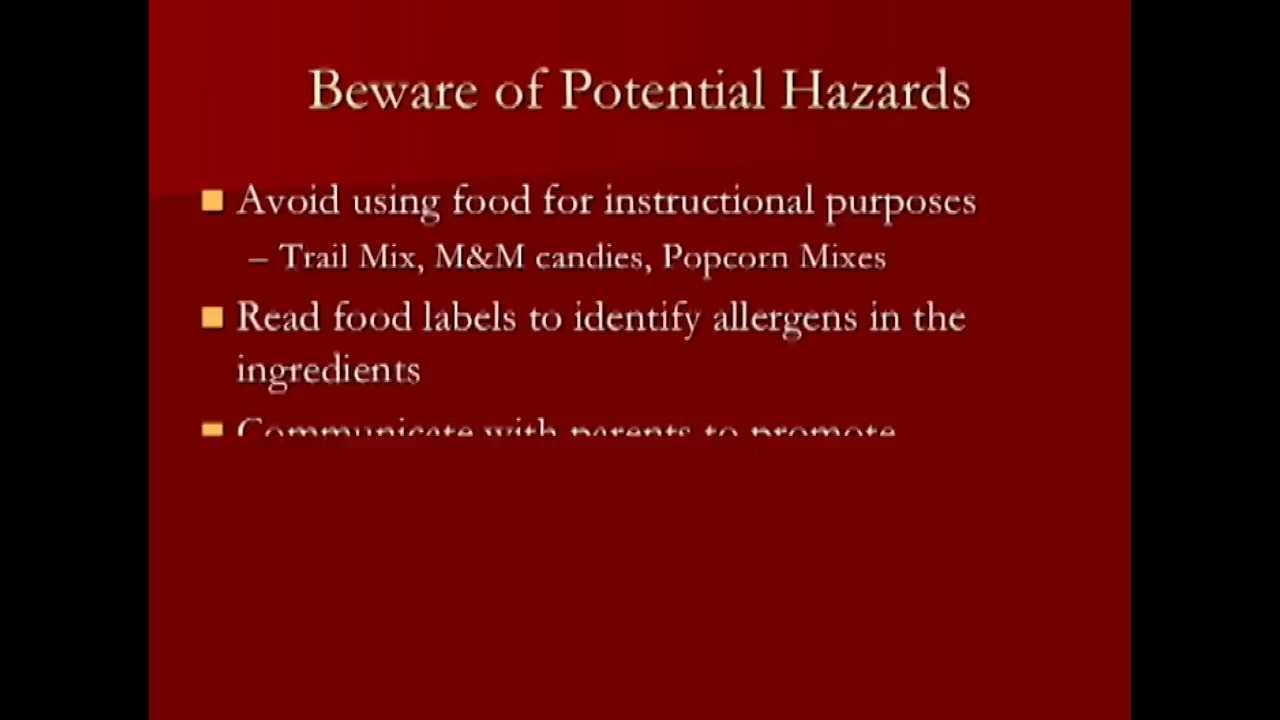 Beware of Potential Hazards
Avoid using food for instructional purposes
– Trail Mix, M&M candies, Popcorn Mixes
Read food labels to identify allergens in the
ingredients
Communicate with parents to promote